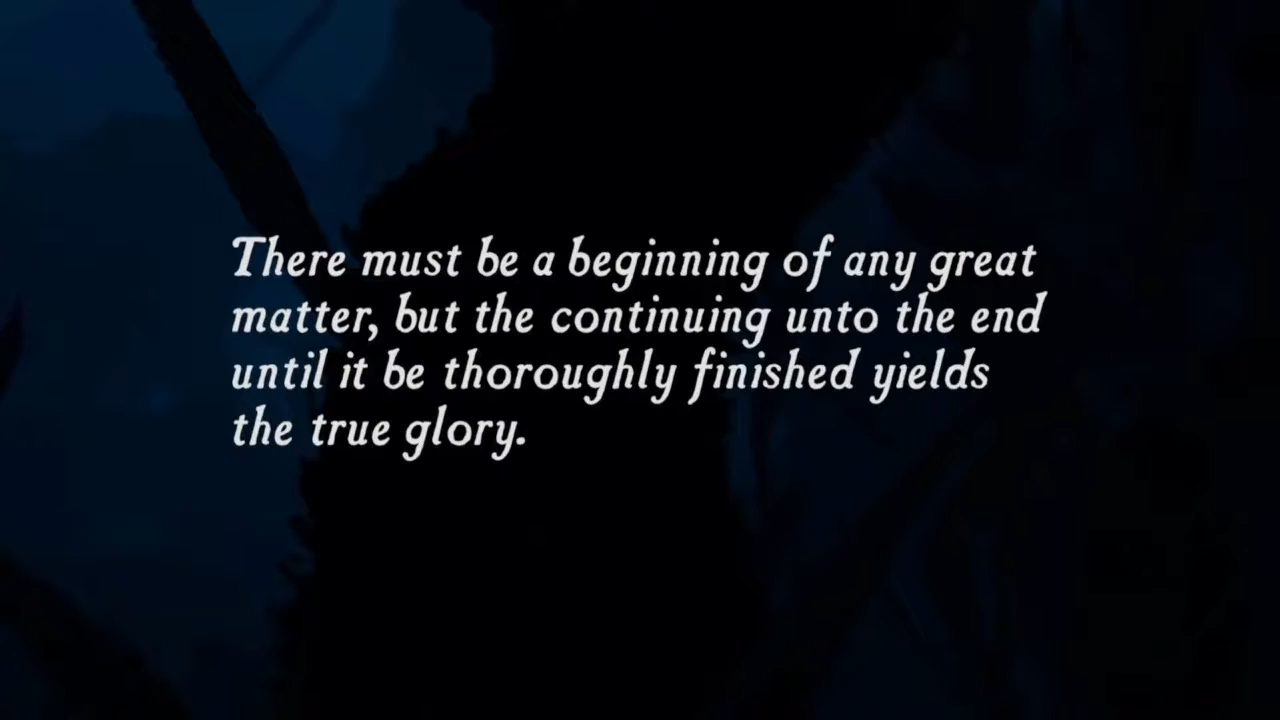 There must be a beginning of any great
matter, but the continuing unto the end
until it be thoroughly finished yields
the true glory.